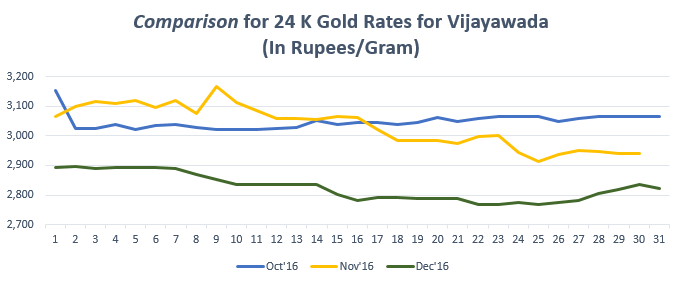 Comparison for 24 K Gold Rates for Vijayawada
(In Rupees/Gram)
3,200
3,100
3,000
2,900
2,800
2,700
1 2 3 4 5 6 7 8 9 10 11 12 13 14 15 16 17 18 19 20 21 22 23 24 25 26 27 28 29 30 31
Oct'16 Nov'16 Dec'16